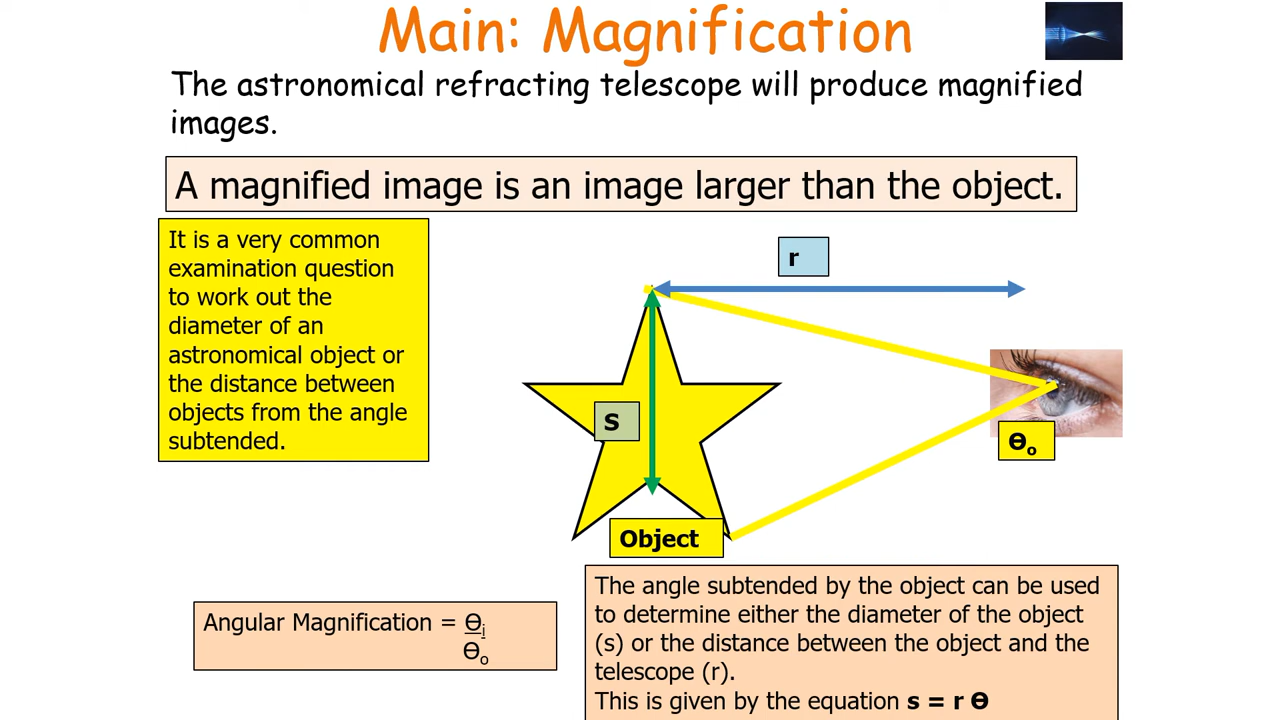 Main: Magnification
The astronomical refracting telescope will produce magnified
images.
A magnified image is an image larger than the object.
It is a very common
examination question
to work out the
diameter of an
astronomical object or
the distance between
objects from the angle
subtended.
r
S
ϴo
Object
Angular Magnification = ϴi
ϴo
The angle subtended by the object can be used
to determine either the diameter of the object
(s) or the distance between the object and the
telescope (r).
This is given by the equation s = r ϴ